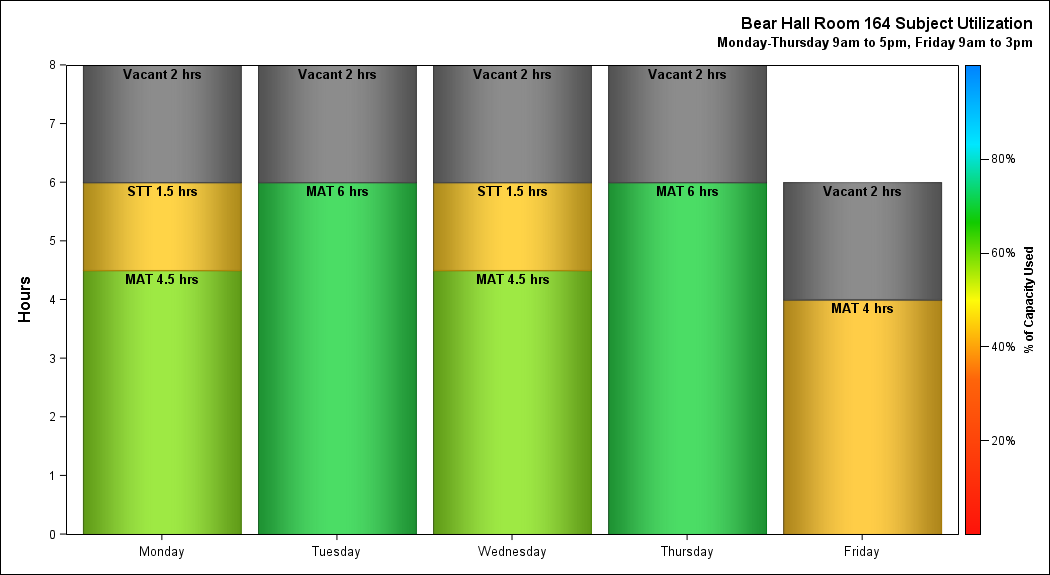 Bear Hall Room 164 Subject Utilization
Monday-Thursday 9am to 5pm, Friday 9am to 3pm
8
7
6
5
4
3
2
1
0
Hours
Vacant 2 hrs
STT 1.5 hrs
MAT 4.5 hrs
Vacant 2 hrs
MAT 6 hrs
Vacant 2 hrs
STT 1.5 hrs
MAT 4.5 hrs
Vacant 2 hrs
MAT 6 hrs
Vacant 2 hrs
MAT 4 hrs
Monday
Tuesday
Wednesday
Thursday
Friday
80%
60%
40%
20%
% of Capacity Used